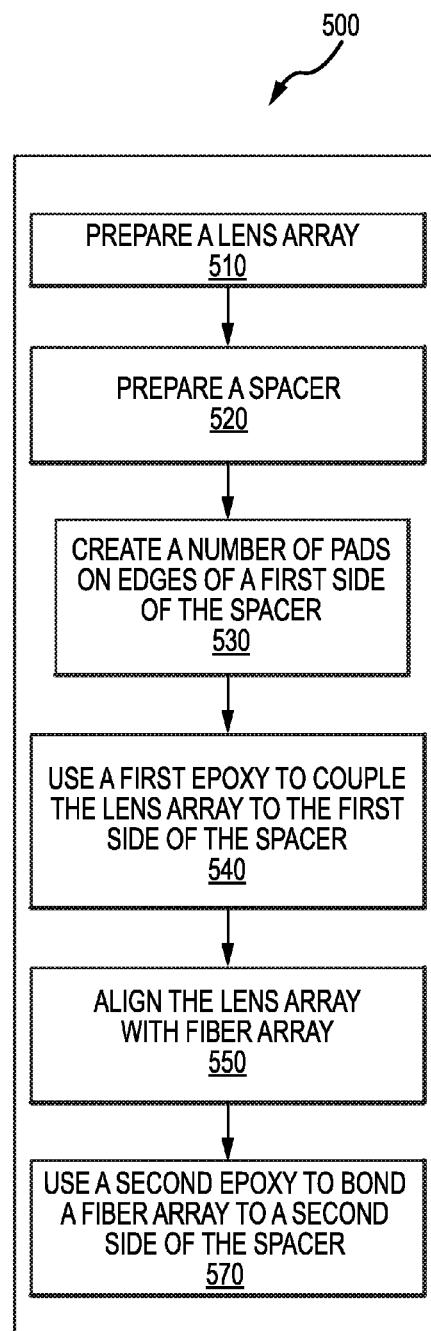 500
PREPARE A LENS ARRAY
510
PREPARE A SPACER
520
CREATE A NUMBER OF PADS
ON EDGES OF A FIRST SIDE
OF THE SPACER
530
USE A FIRST EPOXY TO COUPLE
THE LENS ARRAY TO THE FIRST
SIDE OF THE SPACER
540
ALIGN THE LENS ARRAY
WITH FIBER ARRAY
550
USE A SECOND EPOXY TO BOND
A FIBER ARRAY TO A SECOND
SIDE OF THE SPACER
570